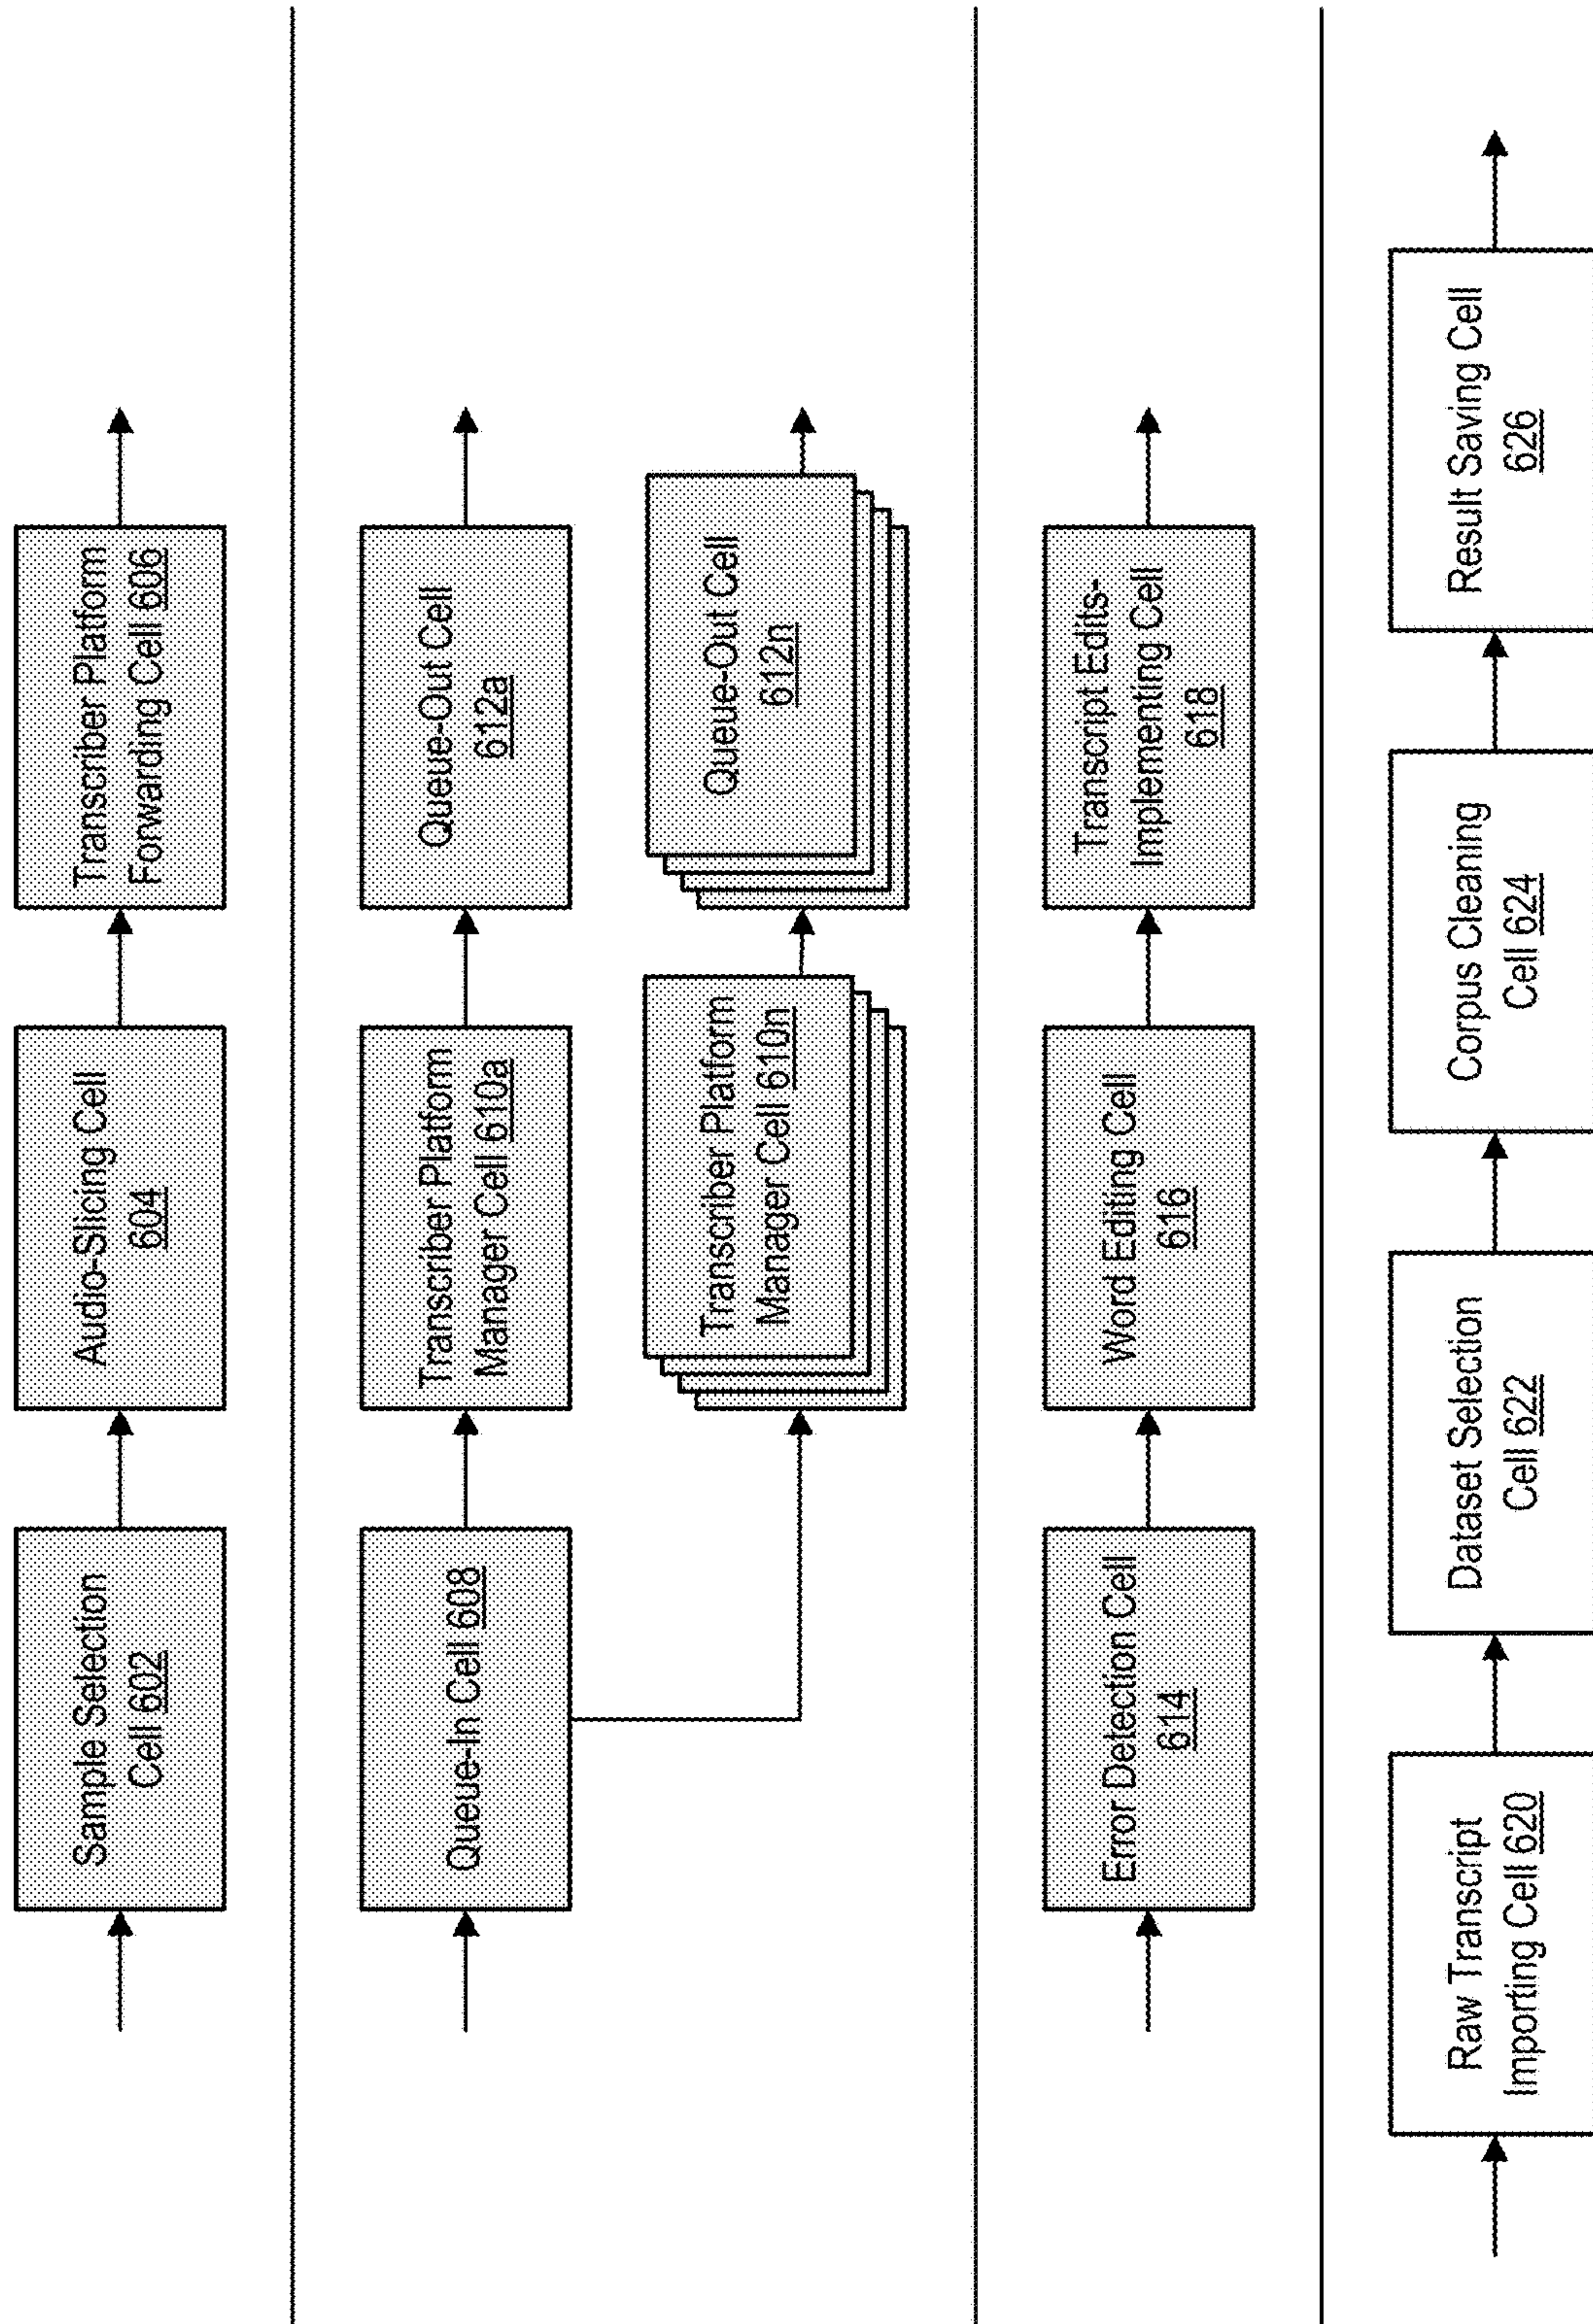 Sample Selection
Cell 602
Audio-Slicing Cell
604
Transcriber Platform
Forwarding Cell 606
Queue-In Cell 608
Transcriber Platform
Manager Cell 610a
Queue-Out Cell
612a
Transcriber Platform
Manager Cell 610n
Queue-Out Cell
612n
Error Detection Cell
614
Word Editing Cell
616
Transcript Edits-
Implementing Cell
618
Raw Transcript
Importing Cell 620
Dataset Selection
Cell 622
Corpus Cleaning
Cell 624
Result Saving Cell
626